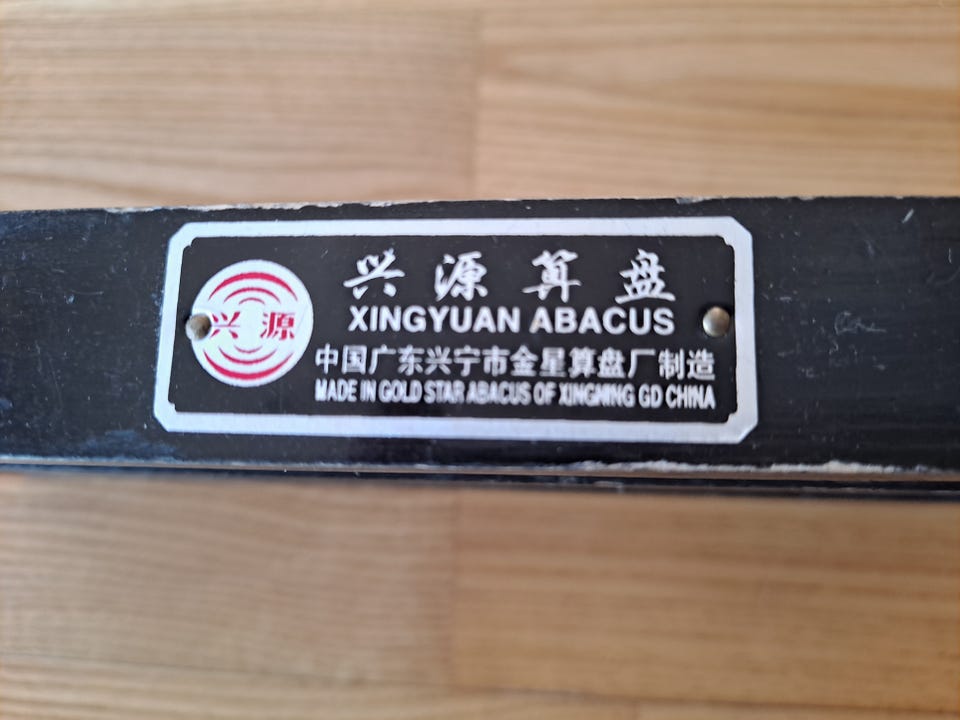 兴源算盘
XINGYUAN ABACUS
兴 源
中国广东兴宁市金星算盘厂制造
MADE IN GOLD STAR ABACUS OF XINGNING GD CHINA